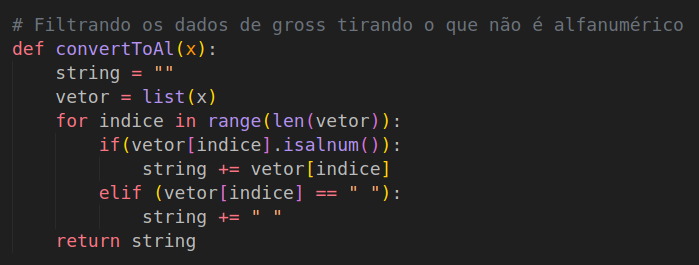 # Filtrando os dados de gross tirando o que não é alfanumérico
def convertToAl(x):
    string = ""
    vetor = list(x)
    for indice in range(len(vetor)):
        if(vetor[indice].isalnum()):
            string += vetor[indice]
        elif (vetor[indice] == " "):
            string += " "
    return string